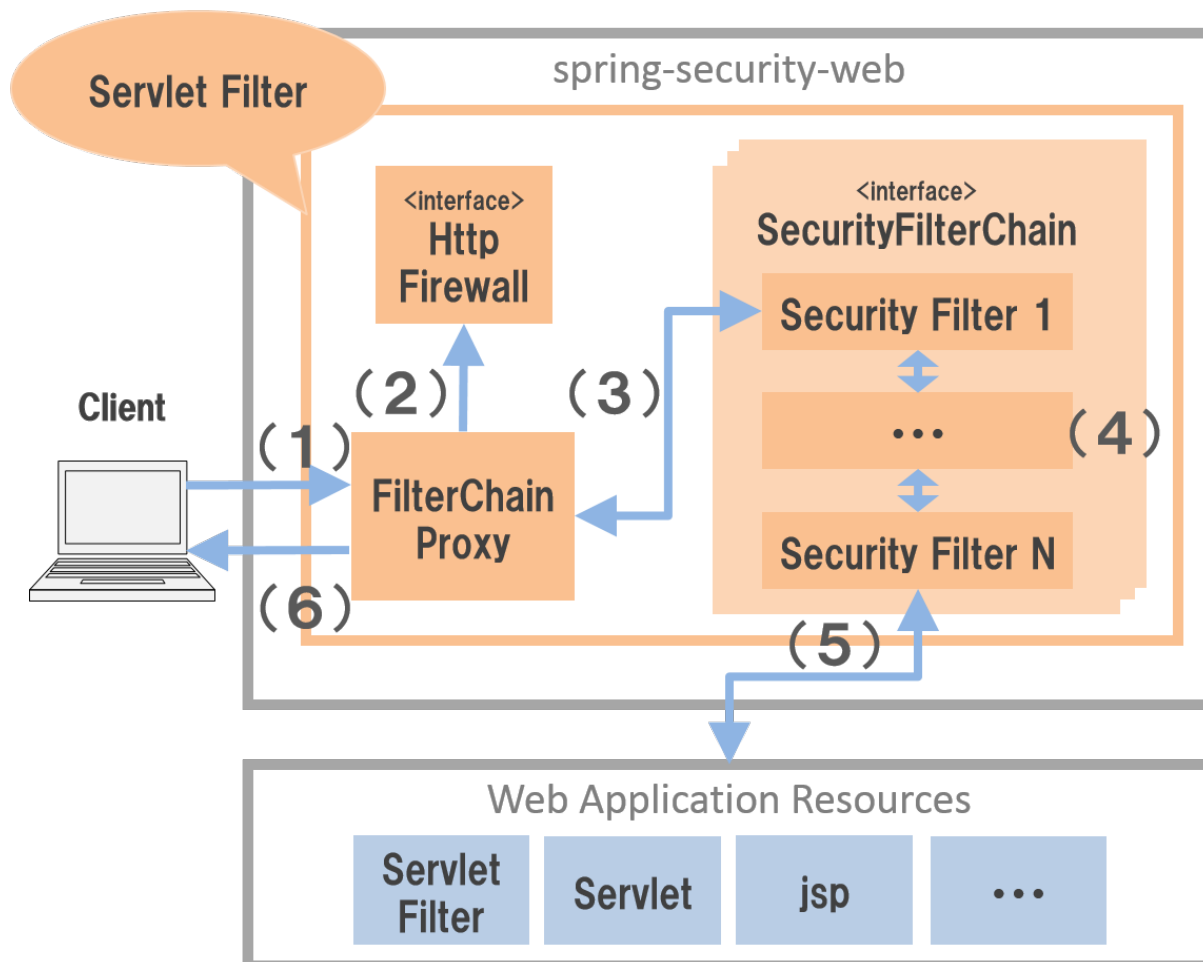 spring-security-web
Servlet Filter
<interface>
Http
Firewall
<interface>
SecurityFilterChain
Security Filter 1
(3)
(2)
Client
(1)
•••
(4)
FilterChain
Proxy
Security Filter N
(6)
(5)
Web Application Resources
Servlet
Filter
Servlet
jsp
•••